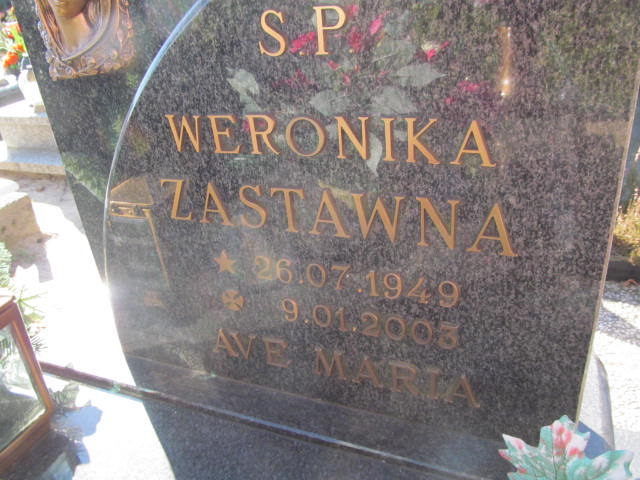 S.P.
WERONIKA
ZASTAWNA
★ 26.07.1949
✠ 9.01.2003
AVE MARIA